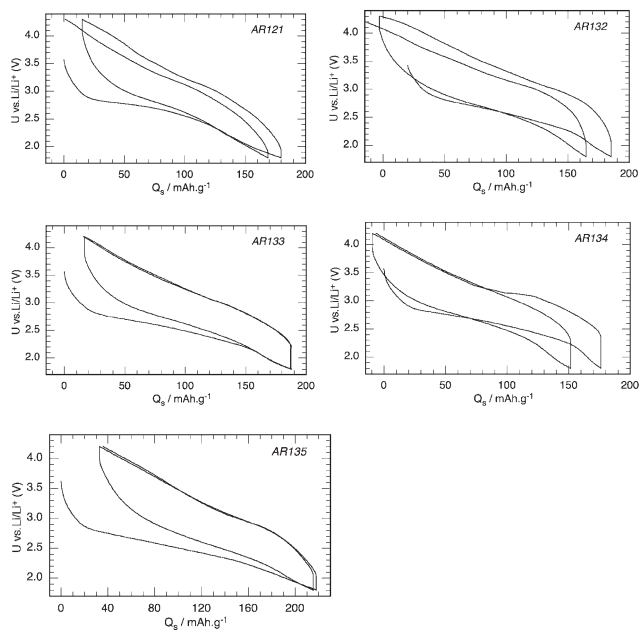 AR121
U vs.Li/Li⁺ (V)
4.0
3.5
3.0
2.5
2.0
0 50 100 150 200
Qₛ / mAh.g⁻¹
AR132
U vs.Li/Li⁺ (V)
4.0
3.5
3.0
2.5
2.0
0 50 100 150 200
Qₛ / mAh.g⁻¹
AR133
U vs.Li/Li⁺ (V)
4.0
3.5
3.0
2.5
2.0
0 50 100 150 200
Qₛ / mAh.g⁻¹
AR134
U vs.Li/Li⁺ (V)
4.0
3.5
3.0
2.5
2.0
0 50 100 150 200
Qₛ / mAh.g⁻¹
AR135
U vs.Li/Li⁺ (V)
4.0
3.5
3.0
2.5
2.0
0 40 80 120 160 200
Qₛ / mAh.g⁻¹